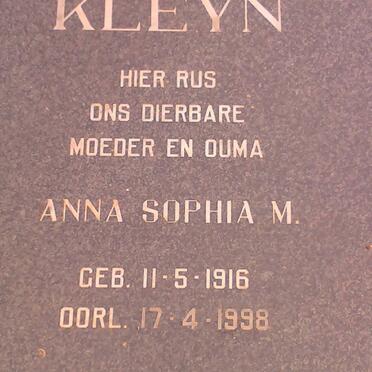 KLEYN
HIER RUS
ONS DIERBARE
MOEDER EN OUMA
ANNA SOPHIA M.
GEB. 11-5-1916
OORL. 17-4-1998